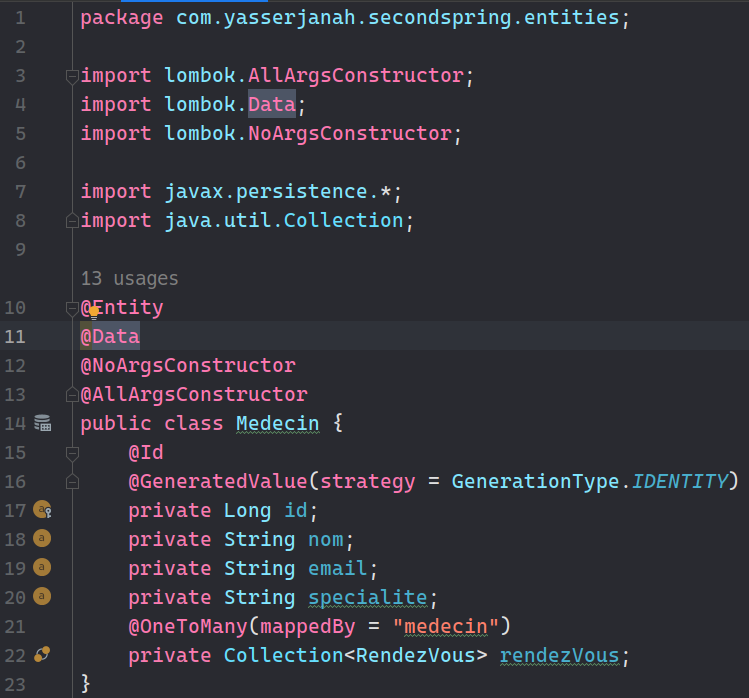 1 package com.yasserjanah.secondspring.entities;
2
3 import lombok.AllArgsConstructor;
4 import lombok.Data;
5 import lombok.NoArgsConstructor;
6
7 import javax.persistence.*;
8 import java.util.Collection;
9
13 usages
10 @Entity
11 @Data
12 @NoArgsConstructor
13 @AllArgsConstructor
14 public class Medecin {
15 @Id
16 @GeneratedValue(strategy = GenerationType.IDENTITY)
17 private Long id;
18 private String nom;
19 private String email;
20 private String specialite;
21 @OneToMany(mappedBy = "medecin")
22 private Collection<RendezVous> rendezVous;
23 }